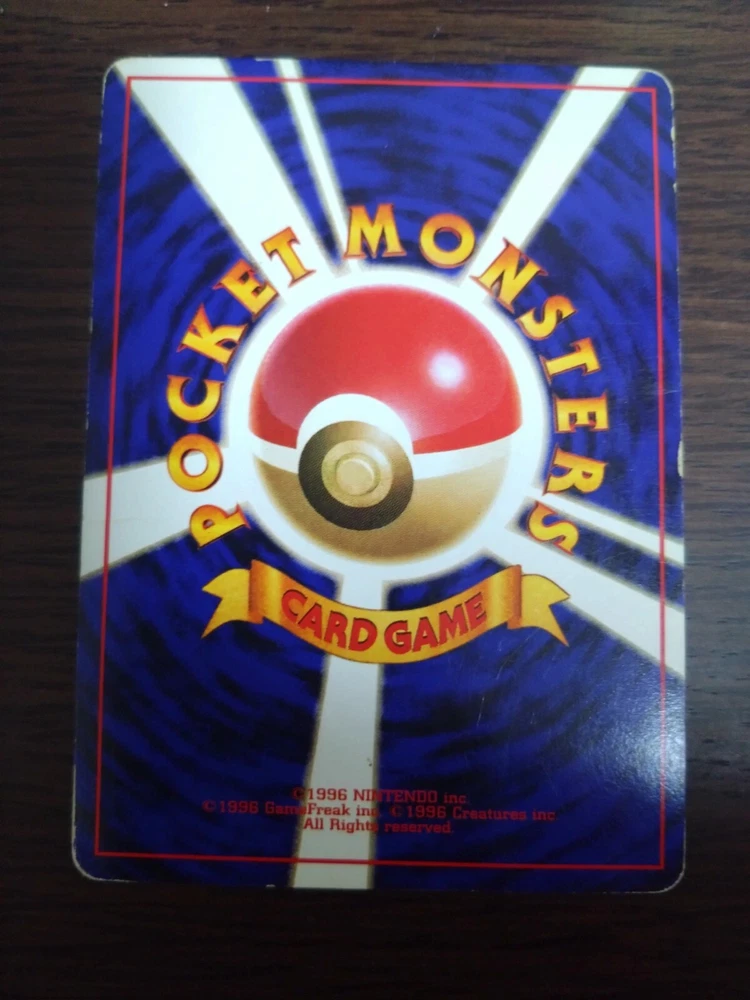 POCKET MONSTERS
CARD GAME
©1996 NINTENDO inc.
©1996 GameFreak inc. ©1996 Creatures inc.
All Rights reserved.